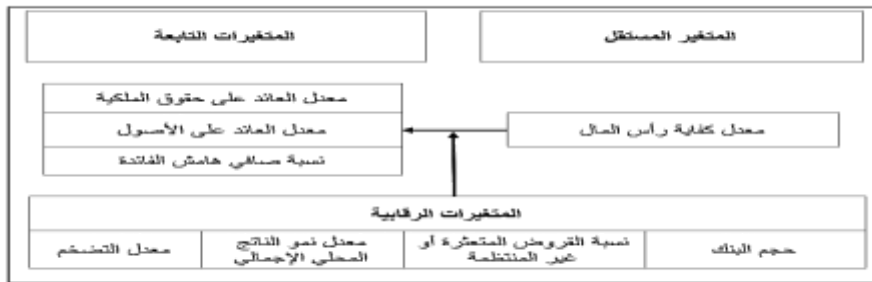 المتغير المستقل
المتغيرات التابعة
معدل كفاية رأس المال
معدل العائد على حقوق الملكية
معدل العائد على الأصول
نسبة صافي هامش الفائدة
المتغيرات الرقابية
حجم البنك
نسبة القروض المتعثرة أو
غير المنتظمة
معدل نمو الناتج
المحلي الإجمالي
معدل التضخم